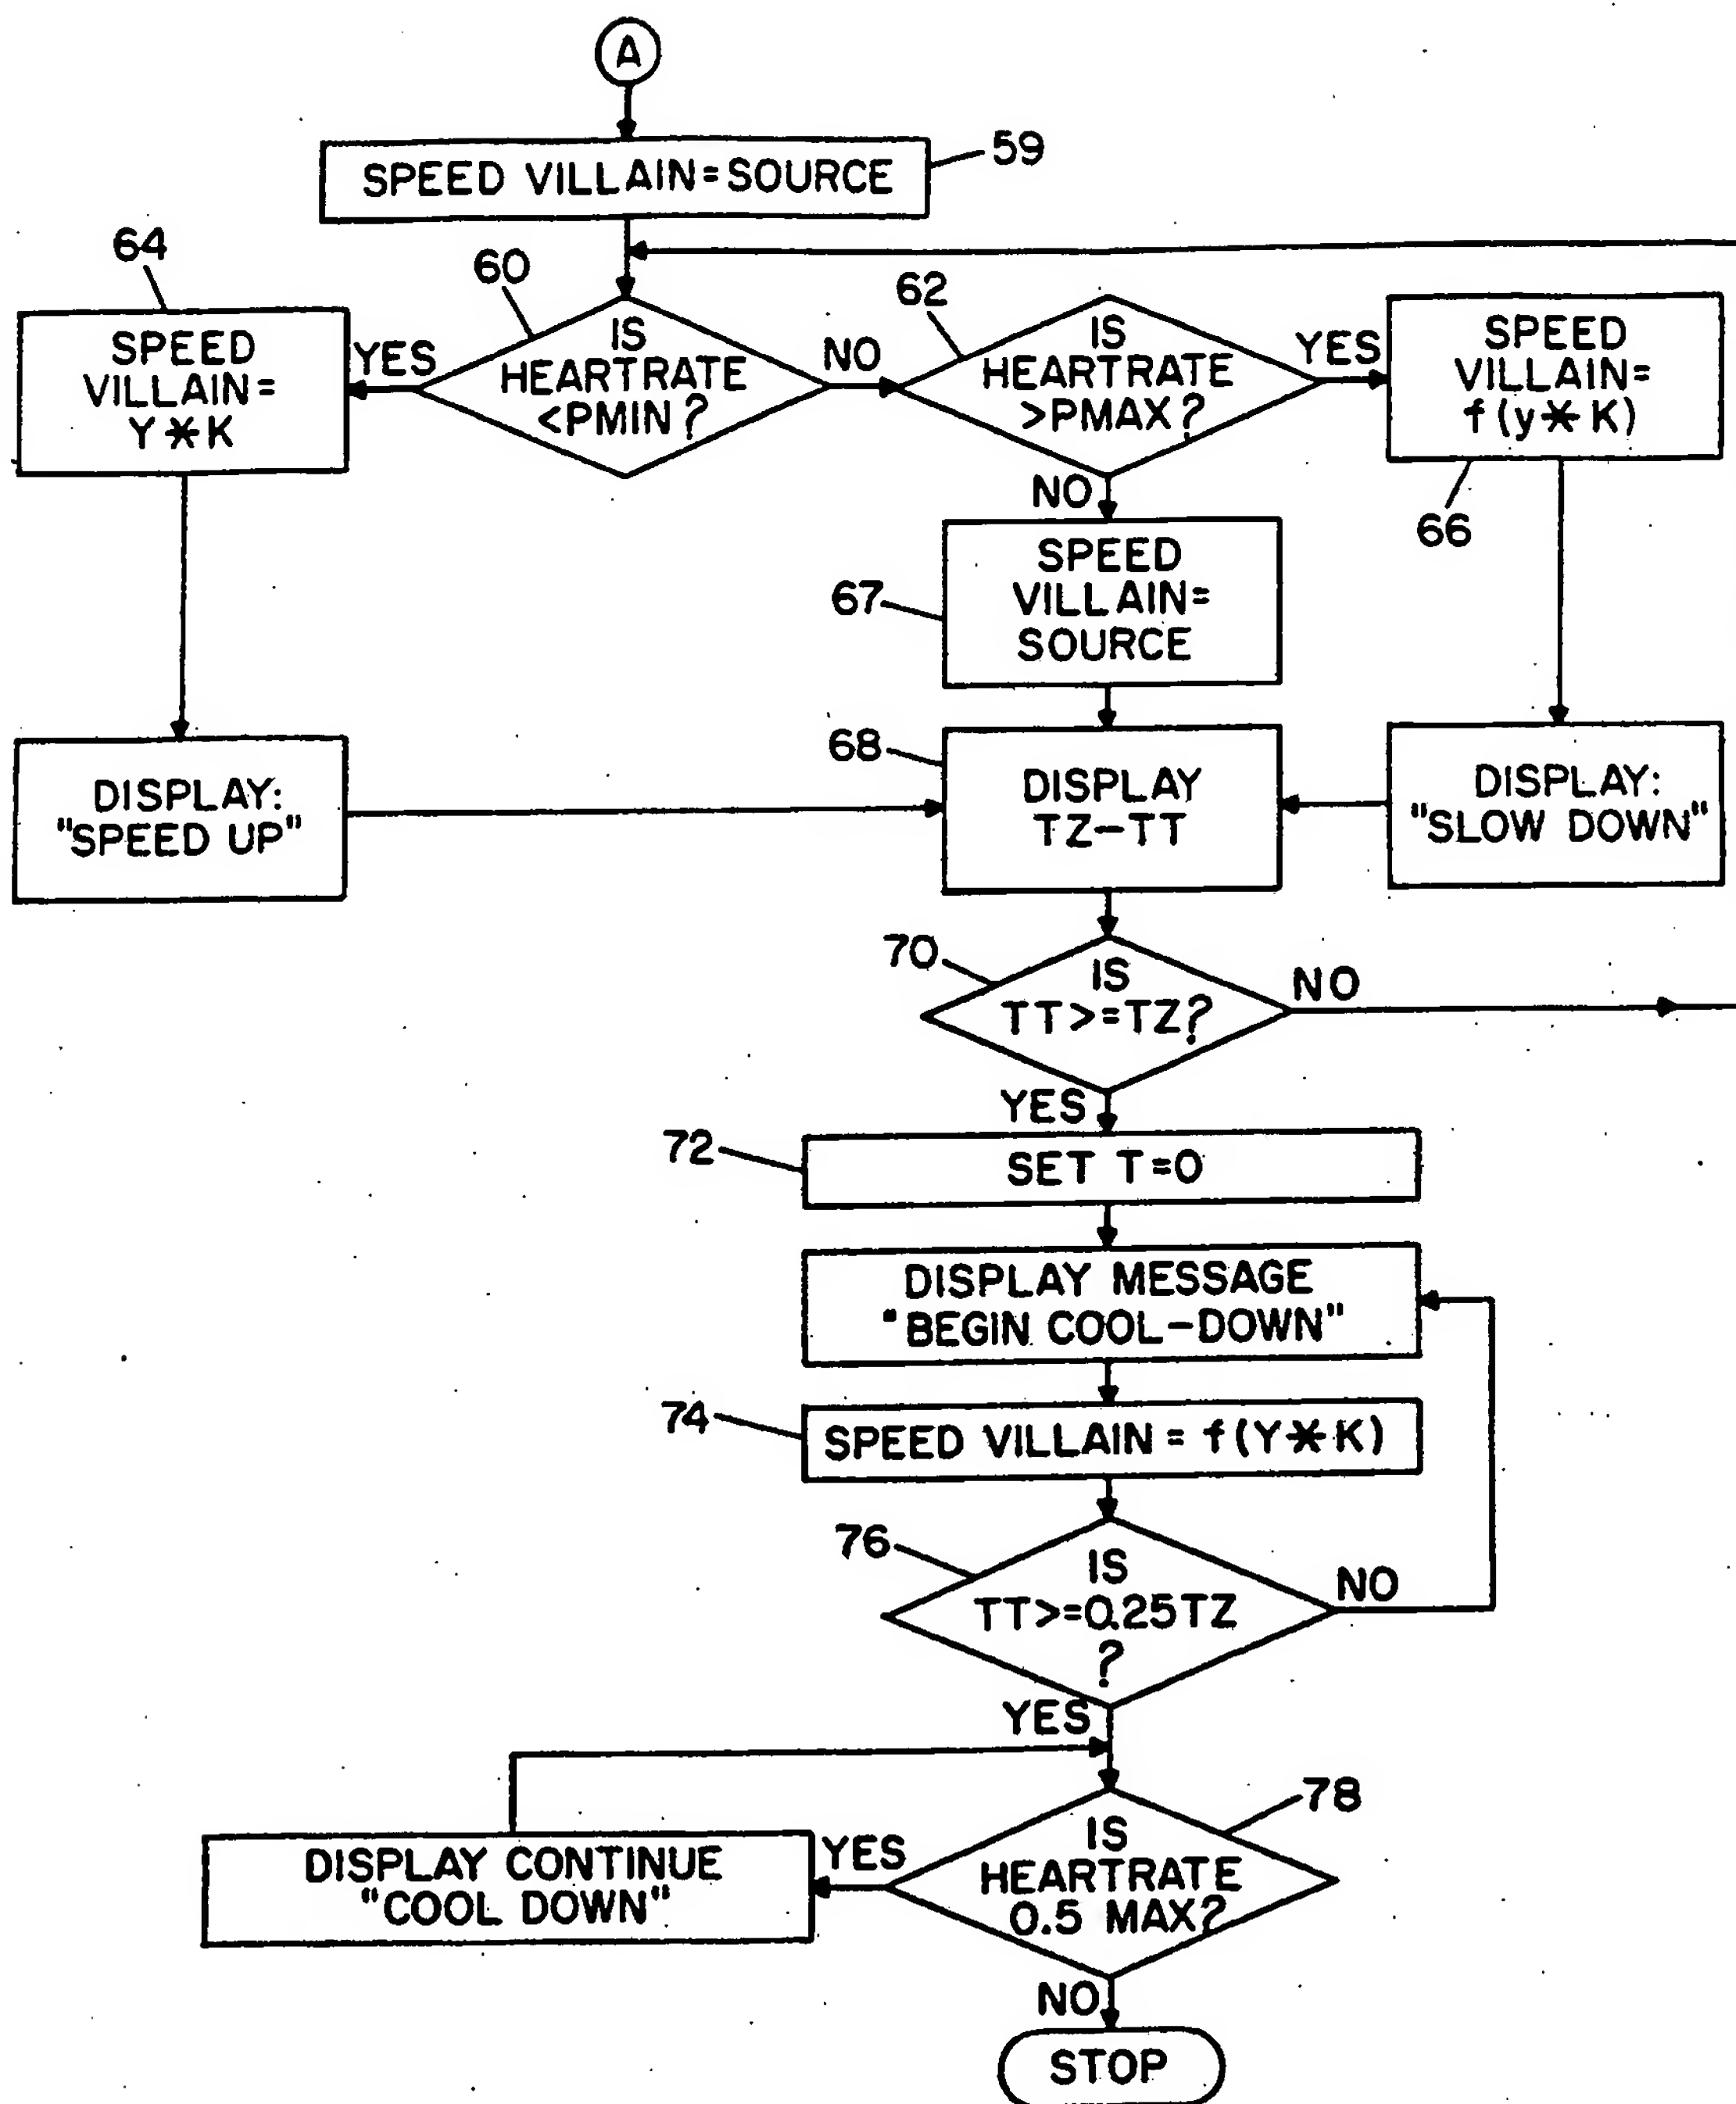 A
SPEED VILLAIN=SOURCE
59
64
60
62
SPEED
VILLAIN=
Y*K
YES
IS
HEARTRATE
<PMIN?
NO
IS
HEARTRATE
>PMAX?
YES
SPEED
VILLAIN=
f(y*K)
66
NO
67
SPEED
VILLAIN=
SOURCE
68
DISPLAY:
"SPEED UP"
DISPLAY
TZ-TT
DISPLAY:
"SLOW DOWN"
70
IS
TT>=TZ?
NO
YES
72
SET T=0
DISPLAY MESSAGE
"BEGIN COOL-DOWN"
74
SPEED VILLAIN = f(Y*K)
76
IS
TT>=0.25TZ
?
NO
YES
78
DISPLAY CONTINUE
"COOL DOWN"
YES
IS
HEARTRATE
0.5 MAX?
NO
STOP